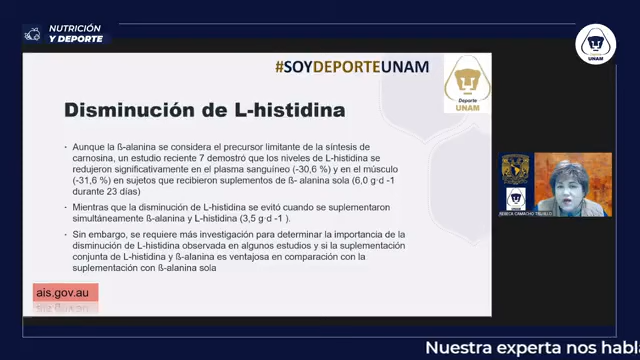 NUTRICIÓN
Y DEPORTE
UNAM
#SOYDEPORTEUNAM
Deporte
UNAM
Disminución de L-histidina
· Aunque la ß-alanina se considera el precursor limitante de la síntesis de
carnosina, un estudio reciente 7 demostró que los niveles de L-histidina se
redujeron significativamente en el plasma sanguíneo (-30,6 %) y en el músculo
(-31,6 %) en sujetos que recibieron suplementos de ß- alanina sola (6,0 g·d -1
durante 23 días)
· Mientras que la disminución de L-histidina se evitó cuando se suplementaron
simultáneamente ß-alanina y L-histidina (3,5 g·d -1 ).
· Sin embargo, se requiere más investigación para determinar la importancia de la
disminución de L-histidina observada en algunos estudios y si la suplementación
conjunta de L-histidina y ß-alanina es ventajosa en comparación con la
suplementación con ß-alanina sola
ais.gov.au
UNAM
REBECA CAMACHO TRUJILLO
Nuestra experta nos habla